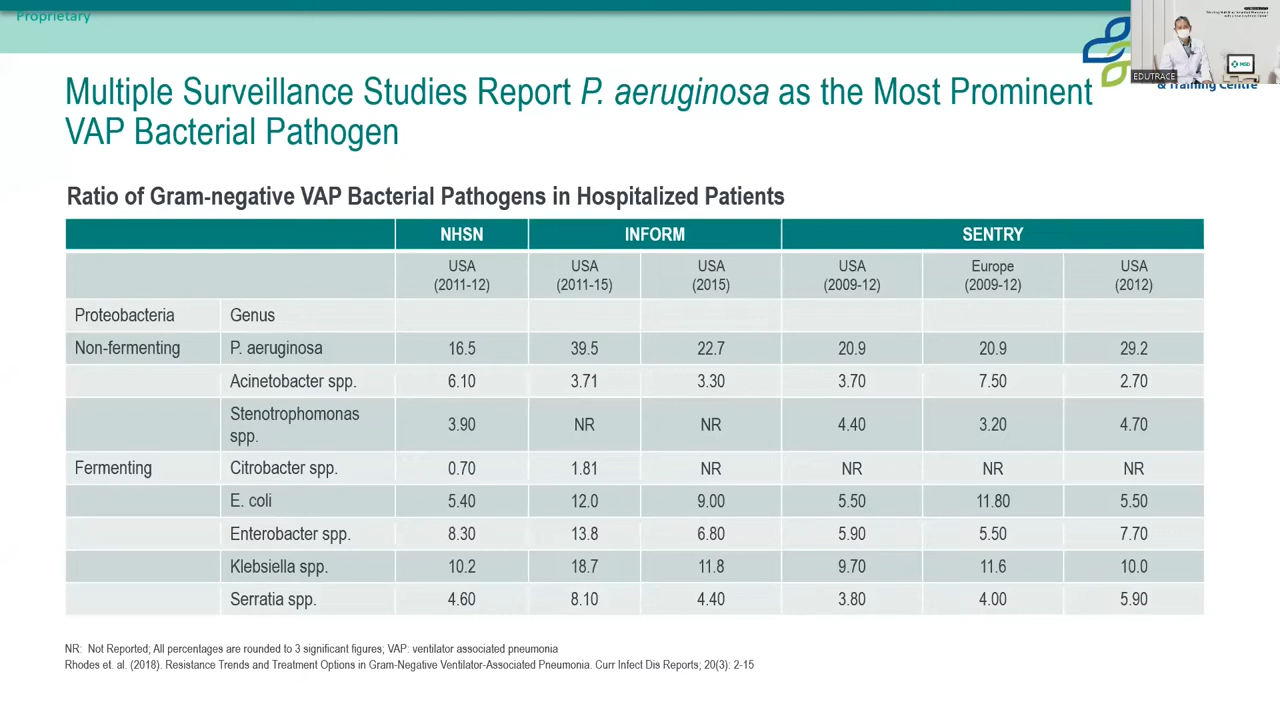 Proprietary
EDUTRACE
MSD
& Training Centre
Multiple Surveillance Studies Report P. aeruginosa as the Most Prominent
VAP Bacterial Pathogen
Ratio of Gram-negative VAP Bacterial Pathogens in Hospitalized Patients
NHSN INFORM SENTRY
USA USA USA USA Europe USA
(2011-12) (2011-15) (2015) (2009-12) (2009-12) (2012)
Proteobacteria Genus
Non-fermenting P. aeruginosa 16.5 39.5 22.7 20.9 20.9 29.2
Acinetobacter spp. 6.10 3.71 3.30 3.70 7.50 2.70
Stenotrophomonas
spp. 3.90 NR NR 4.40 3.20 4.70
Fermenting Citrobacter spp. 0.70 1.81 NR NR NR NR
E. coli 5.40 12.0 9.00 5.50 11.80 5.50
Enterobacter spp. 8.30 13.8 6.80 5.90 5.50 7.70
Klebsiella spp. 10.2 18.7 11.8 9.70 11.6 10.0
Serratia spp. 4.60 8.10 4.40 3.80 4.00 5.90
NR: Not Reported; All percentages are rounded to 3 significant figures; VAP: ventilator associated pneumonia
Rhodes et. al. (2018). Resistance Trends and Treatment Options in Gram-Negative Ventilator-Associated Pneumonia. Curr Infect Dis Reports; 20(3): 2-15